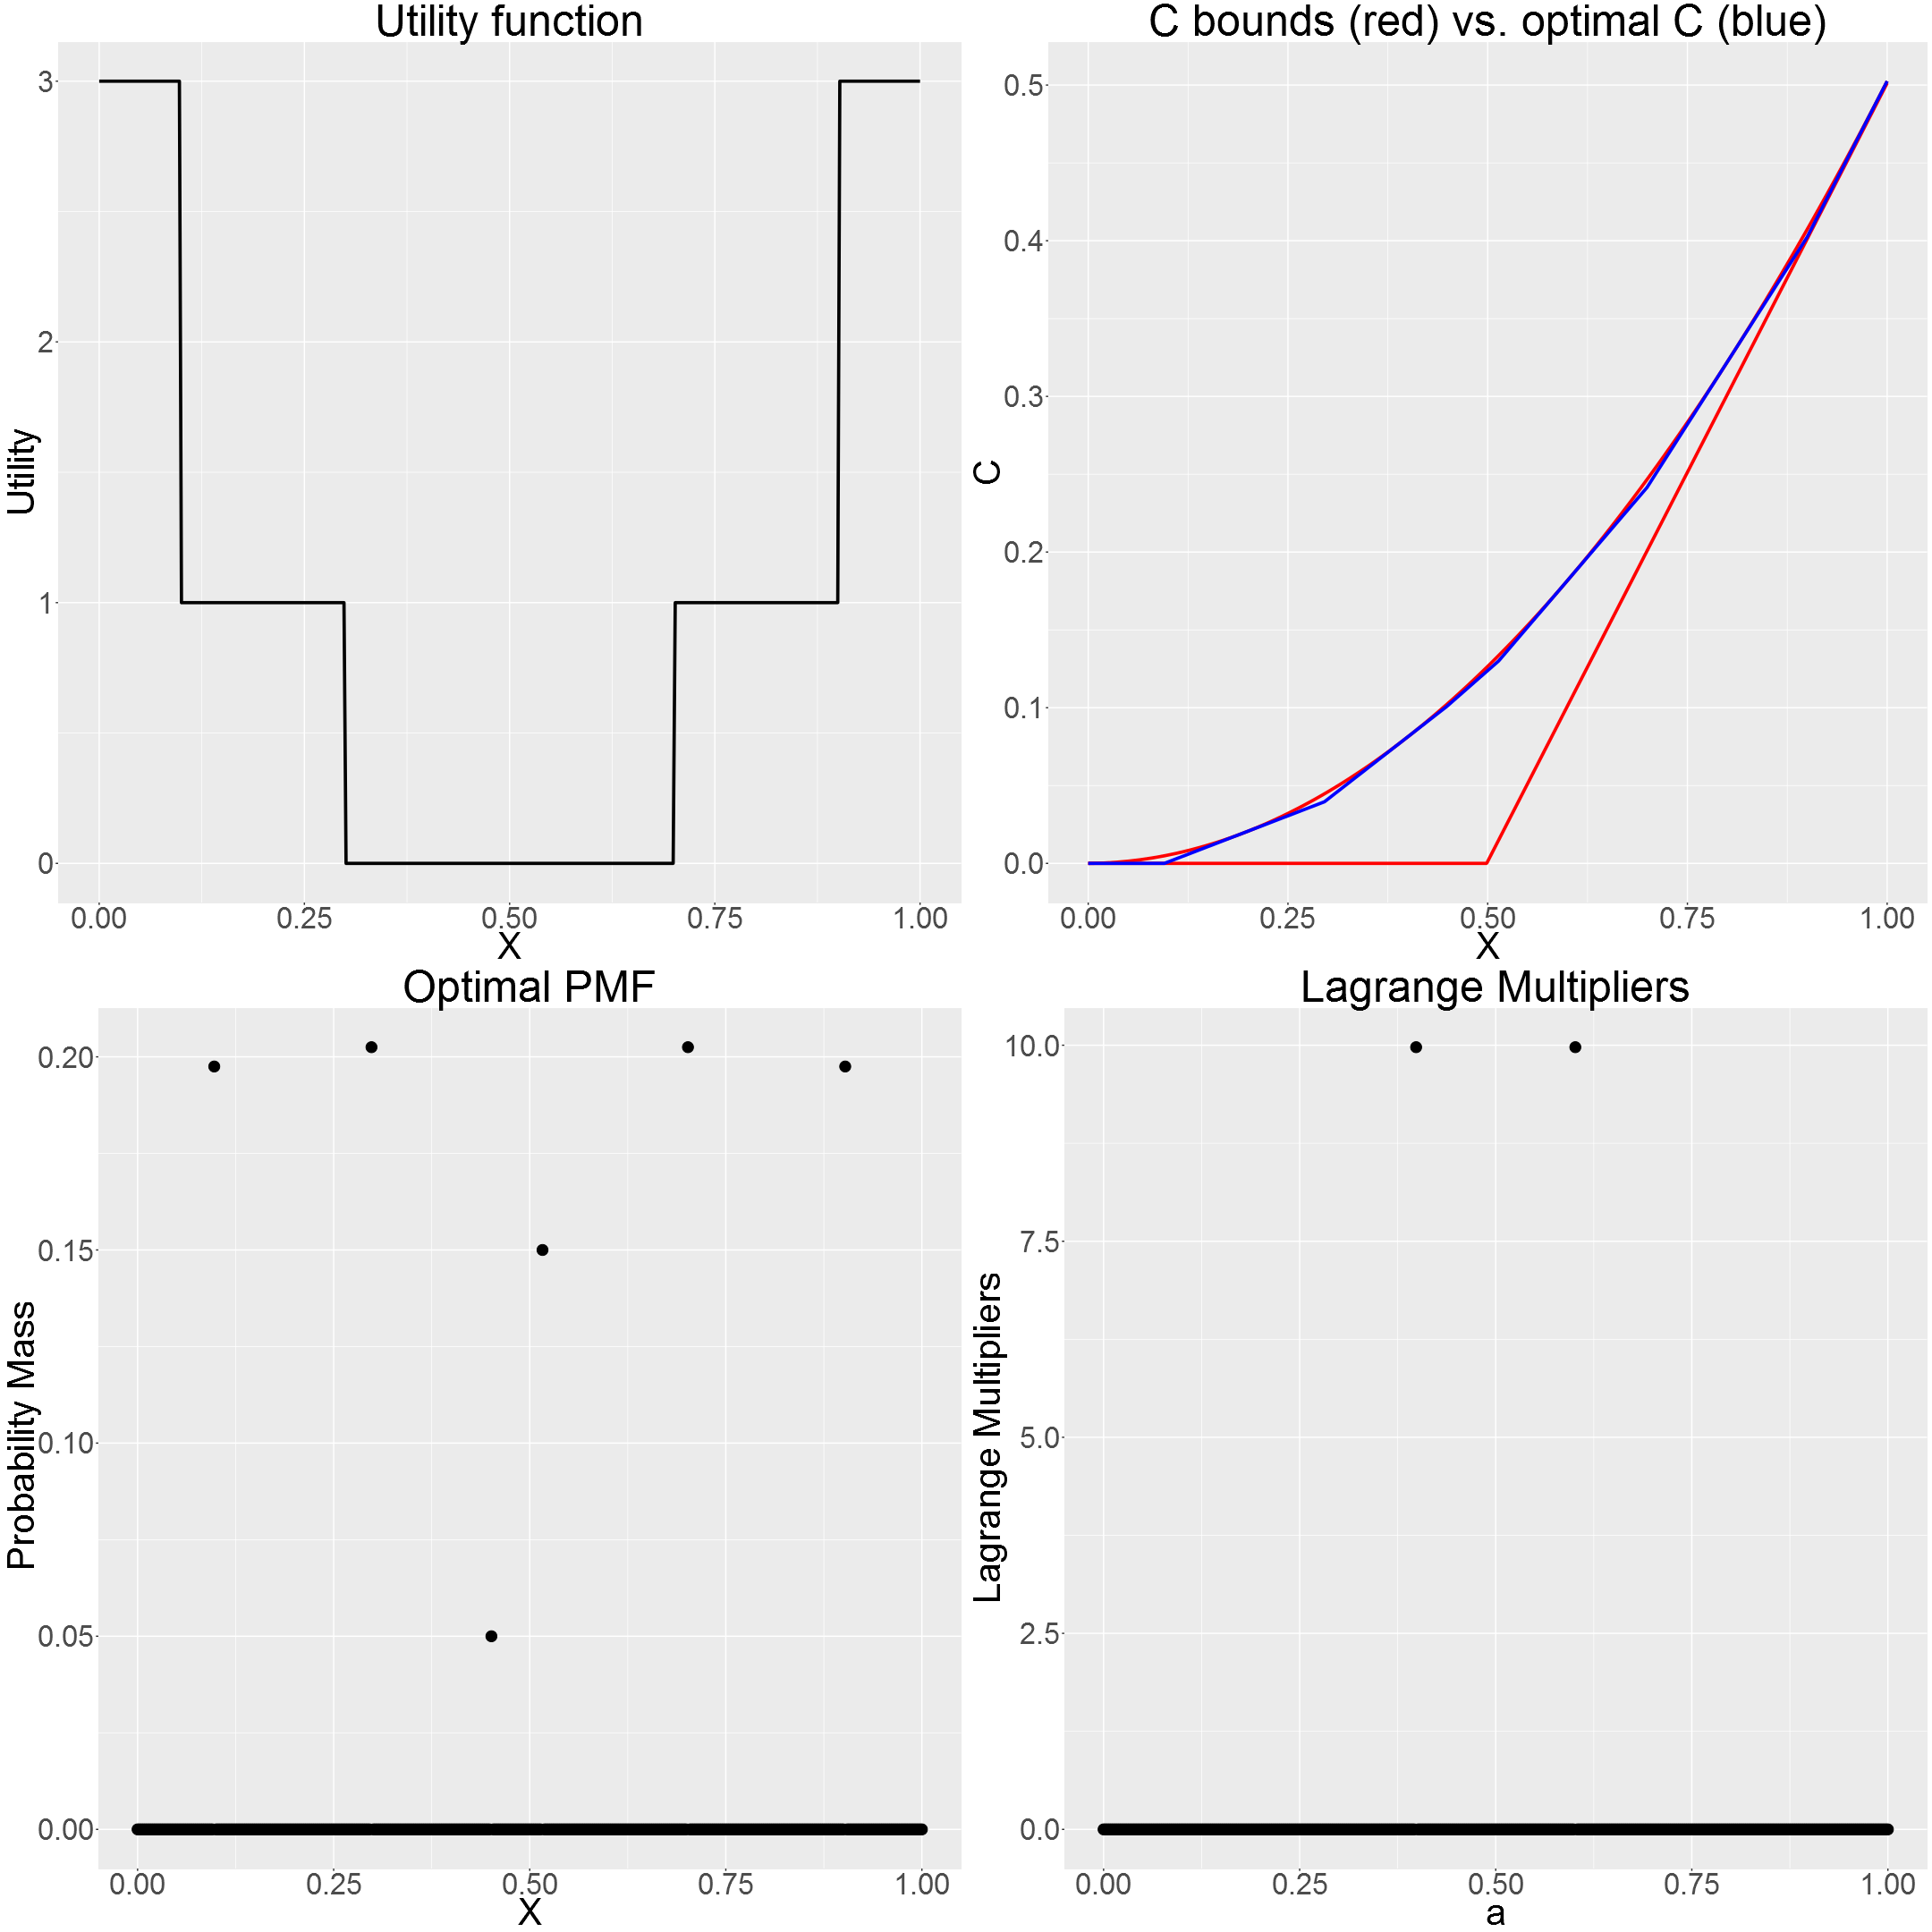 Utility function
Utility
3
2
1
0
0.00 0.25 0.50 0.75 1.00
X
C bounds (red) vs. optimal C (blue)
C
0.5
0.4
0.3
0.2
0.1
0.0
0.00 0.25 0.50 0.75 1.00
X
Optimal PMF
Probability Mass
0.20
0.15
0.10
0.05
0.00
0.00 0.25 0.50 0.75 1.00
X
Lagrange Multipliers
Lagrange Multipliers
10.0
7.5
5.0
2.5
0.0
0.00 0.25 0.50 0.75 1.00
a